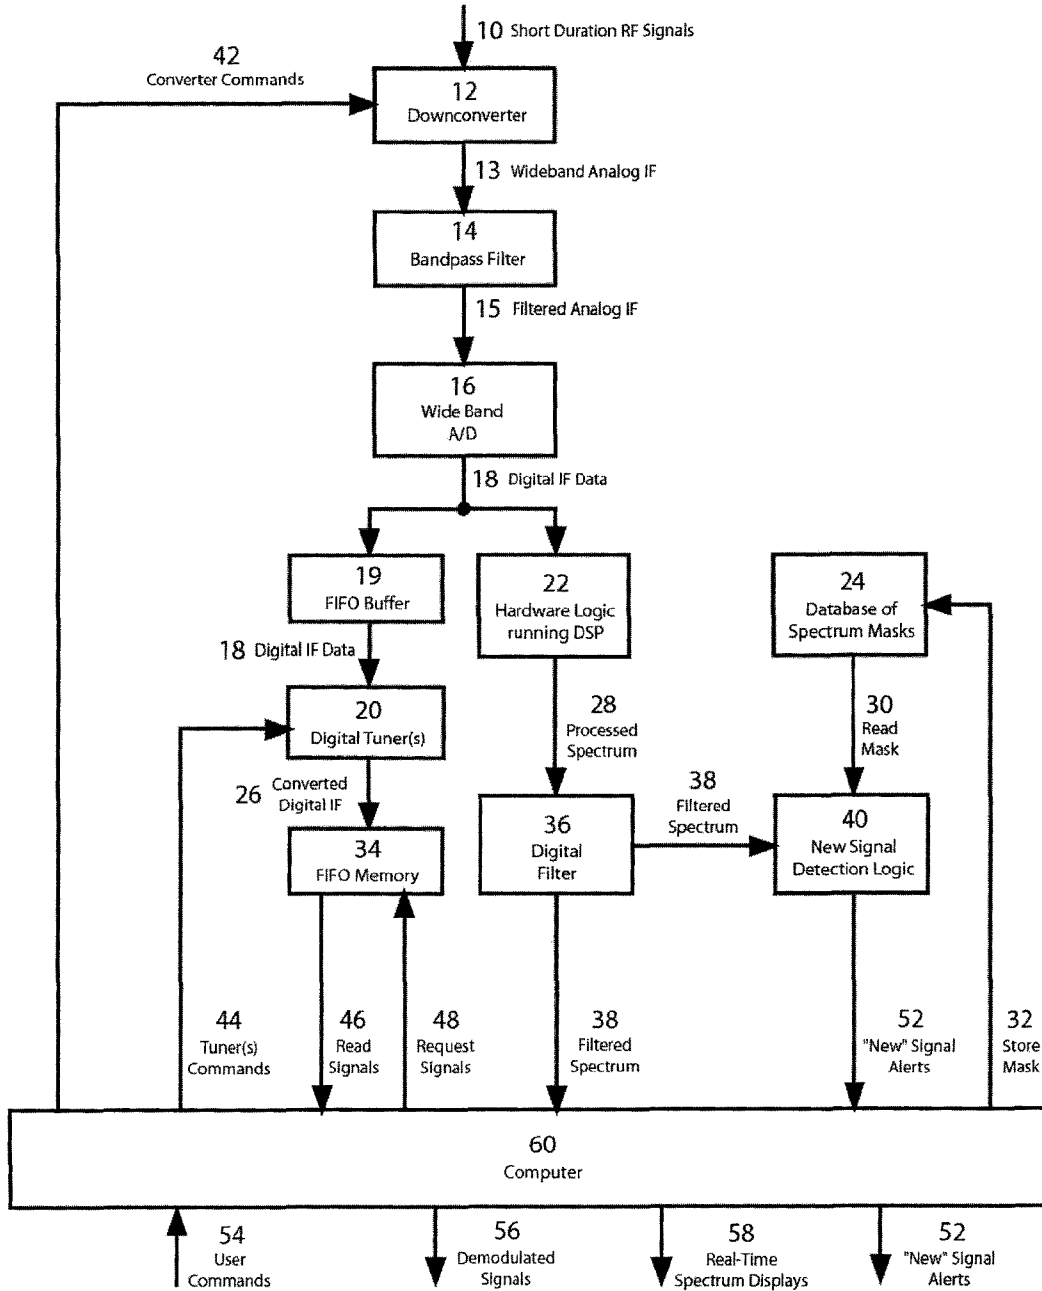 10 Short Duration RF Signals
42
Converter Commands
12
Downconverter
13 Wideband Analog IF
14
Bandpass Filter
15 Filtered Analog IF
16
Wide Band
A/D
18 Digital IF Data
19
FIFO Buffer
22
Hardware Logic
running DSP
24
Database of
Spectrum Masks
18 Digital IF Data
20
Digital Tuner(s)
28
Processed
Spectrum
30
Read
Mask
26 Converted
Digital IF
38
Filtered
Spectrum
34
FIFO Memory
36
Digital
Filter
40
New Signal
Detection Logic
44
Tuner(s)
Commands
46
Read
Signals
48
Request
Signals
38
Filtered
Spectrum
52
"New" Signal
Alerts
32
Store
Mask
60
Computer
54
User
Commands
56
Demodulated
Signals
58
Real-Time
Spectrum Displays
52
"New" Signal
Alerts